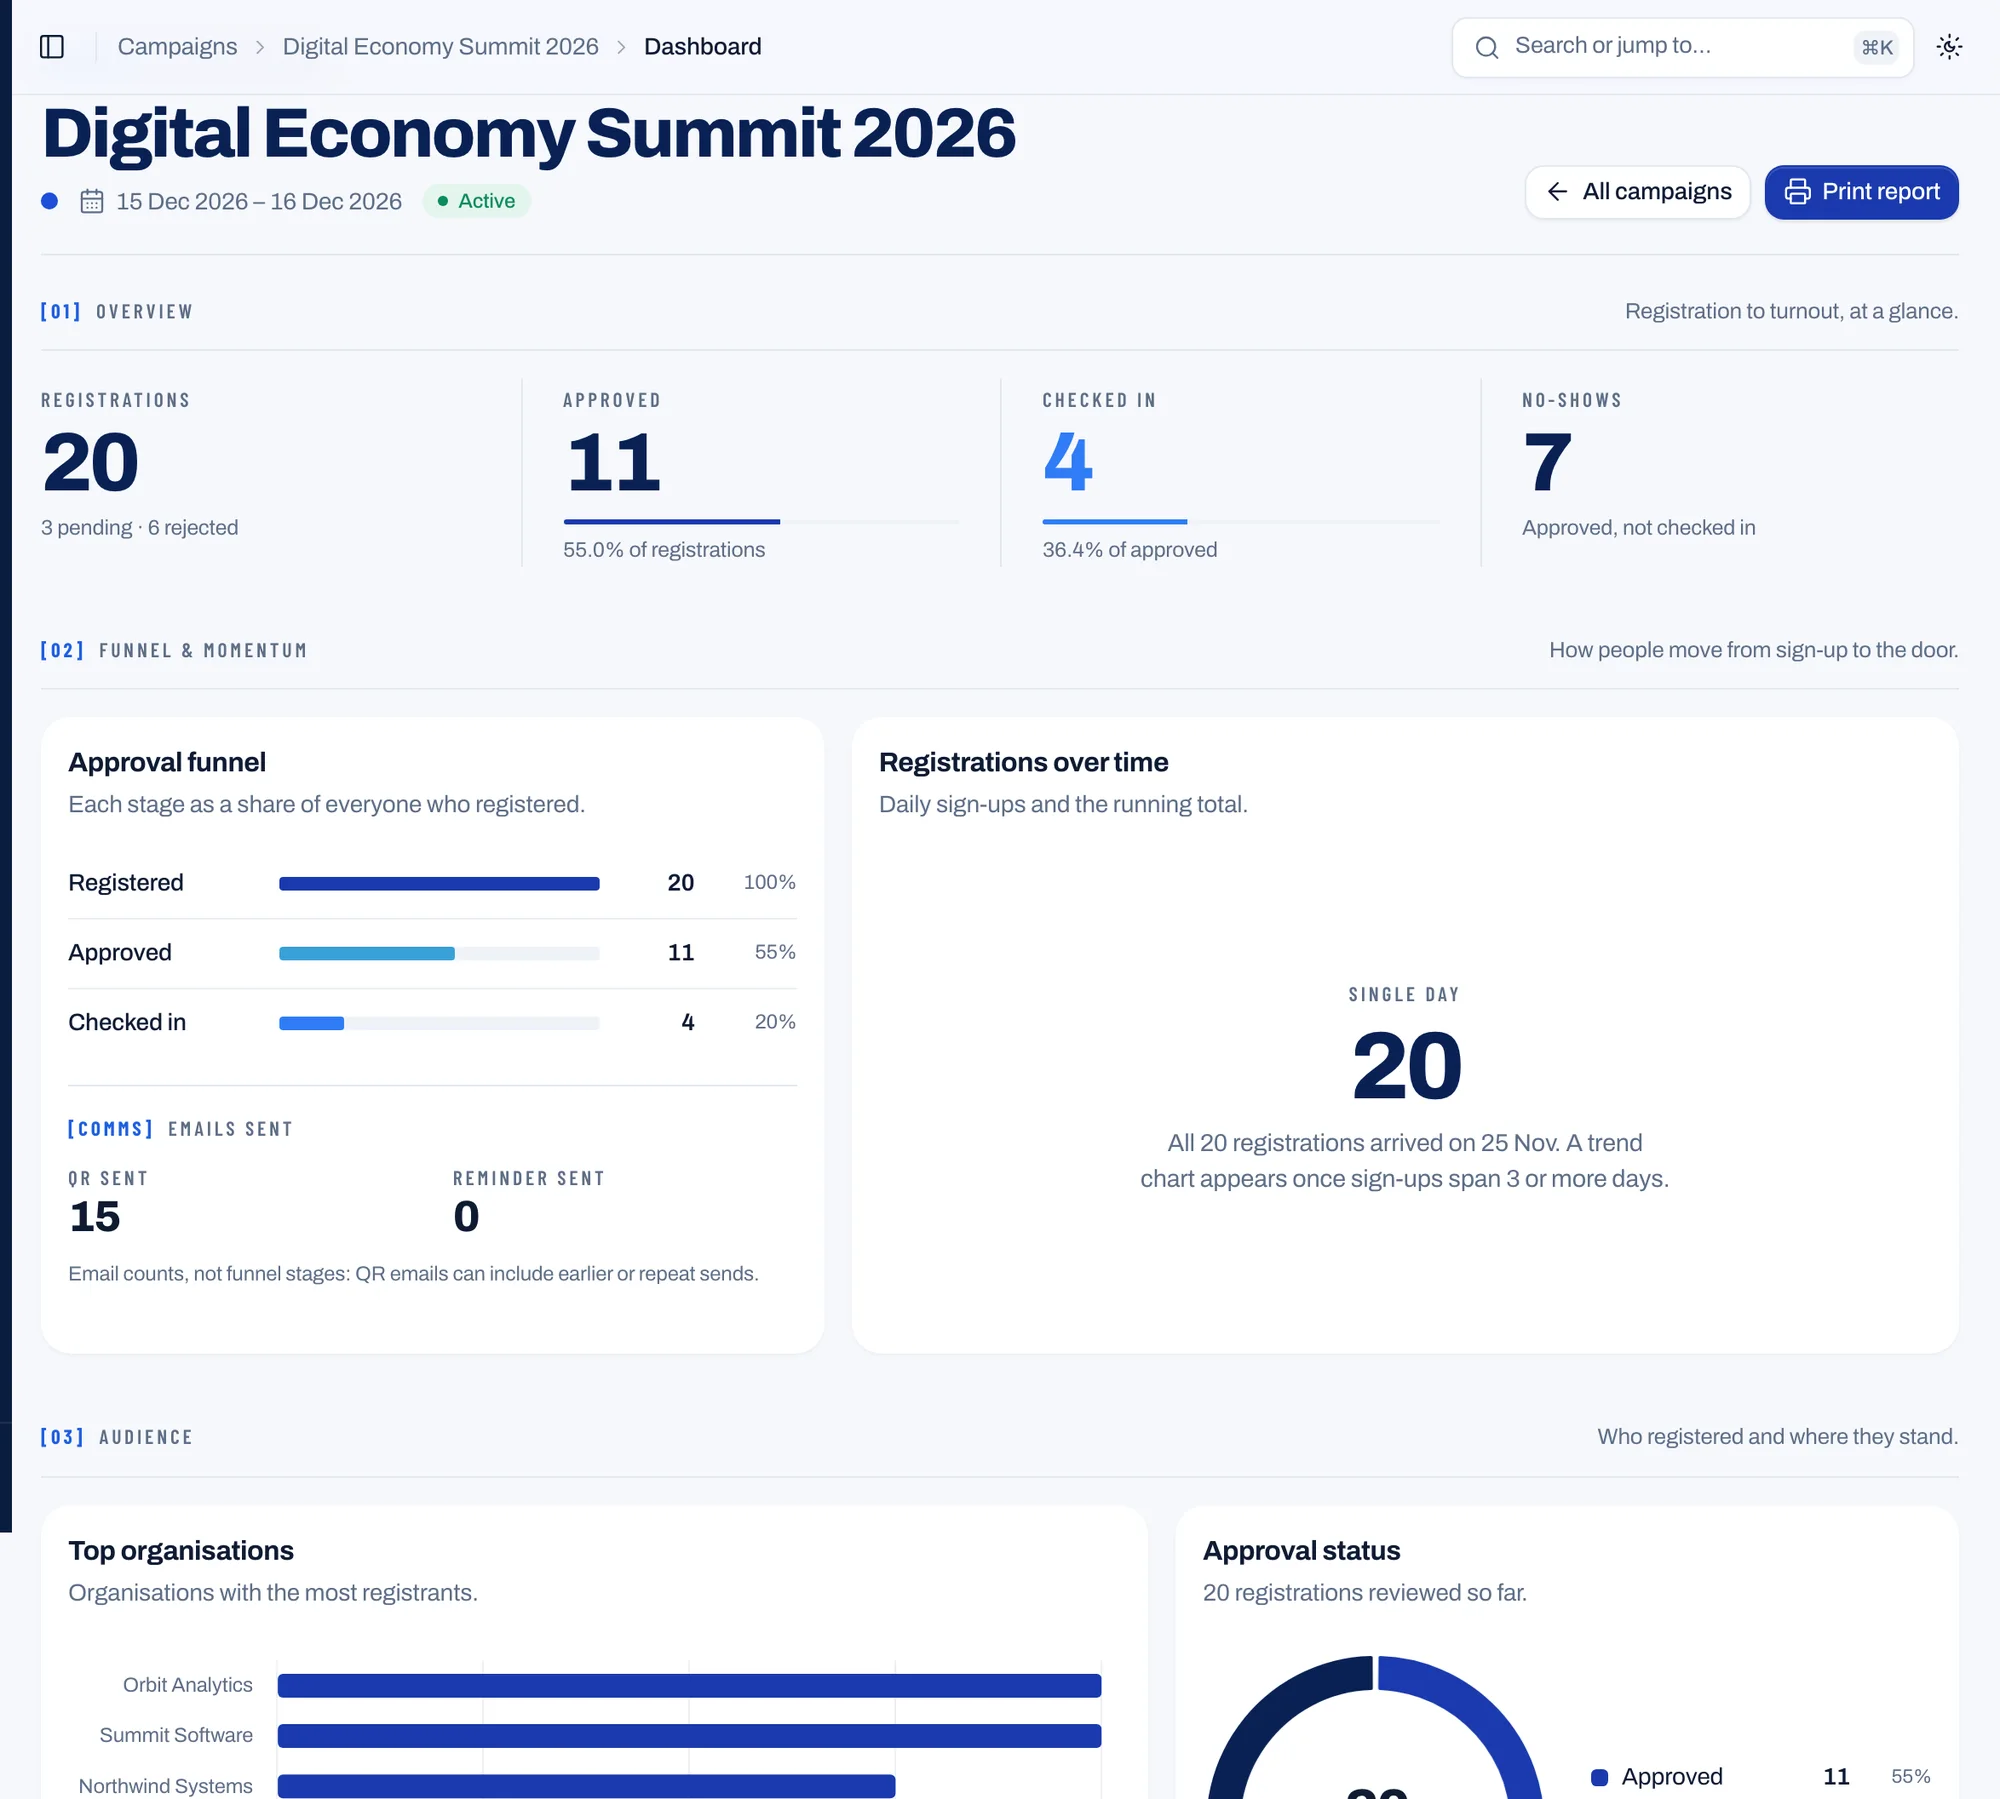 Campaigns > Digital Economy Summit 2026 > Dashboard
Search or jump to... ⌘K
Digital Economy Summit 2026
15 Dec 2026 – 16 Dec 2026 Active
All campaigns
Print report
[01] OVERVIEW
Registration to turnout, at a glance.
REGISTRATIONS
20
3 pending · 6 rejected
APPROVED
11
55.0% of registrations
CHECKED IN
4
36.4% of approved
NO-SHOWS
7
Approved, not checked in
[02] FUNNEL & MOMENTUM
How people move from sign-up to the door.
Approval funnel
Each stage as a share of everyone who registered.
Registered 20 100%
Approved 11 55%
Checked in 4 20%
[COMMS] EMAILS SENT
QR SENT
15
REMINDER SENT
0
Email counts, not funnel stages: QR emails can include earlier or repeat sends.
Registrations over time
Daily sign-ups and the running total.
SINGLE DAY
20
All 20 registrations arrived on 25 Nov. A trend
chart appears once sign-ups span 3 or more days.
[03] AUDIENCE
Who registered and where they stand.
Top organisations
Organisations with the most registrants.
Orbit Analytics
Summit Software
Northwind Systems
Approval status
20 registrations reviewed so far.
Approved 11 55%